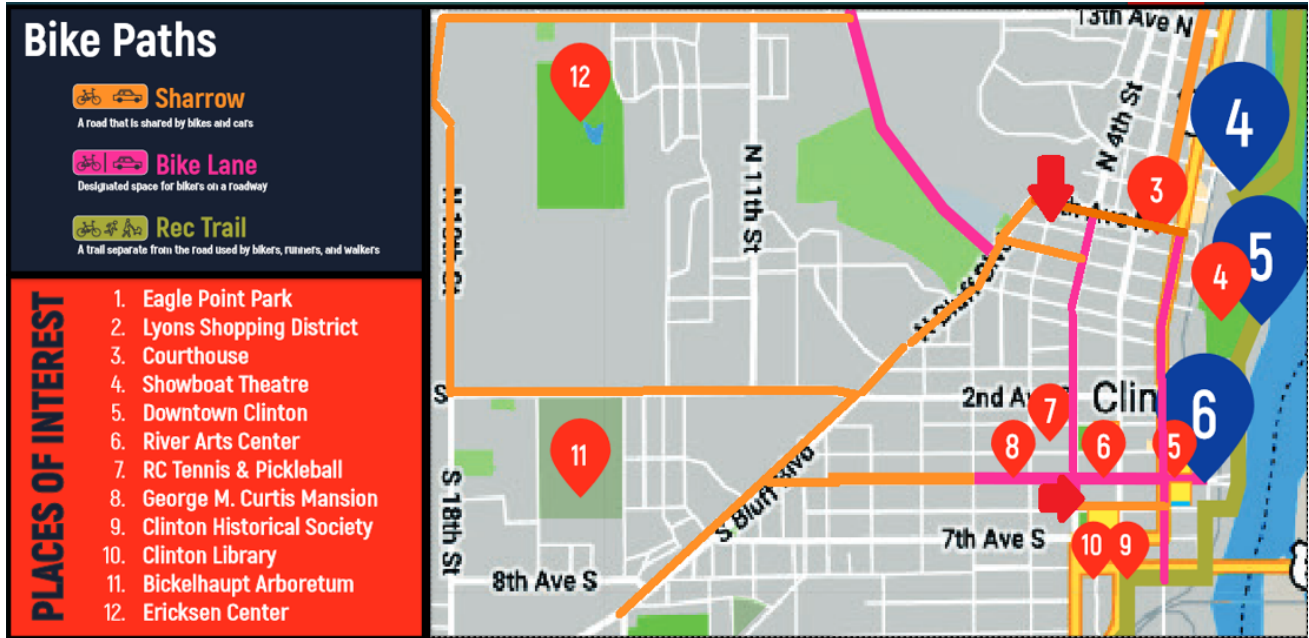 Bike Paths
Sharrow
A road that is shared by bikes and cars
Bike Lane
Designated space for bikers on a roadway
Rec Trail
A trail separate from the road used by bikers, runners, and walkers
PLACES OF INTEREST
1. Eagle Point Park
2. Lyons Shopping District
3. Courthouse
4. Showboat Theatre
5. Downtown Clinton
6. River Arts Center
7. RC Tennis & Pickleball
8. George M. Curtis Mansion
9. Clinton Historical Society
10. Clinton Library
11. Bickelhaupt Arboretum
12. Ericksen Center
13th Ave N
12
4
N 4th St
N 11th St
3
th Ave N
5
4
N Bluff Blvd
S
2nd Av
Clin
6
7
8
6
5
11
S Bluff Blvd
S 18th St
7th Ave S
10
9
8th Ave S